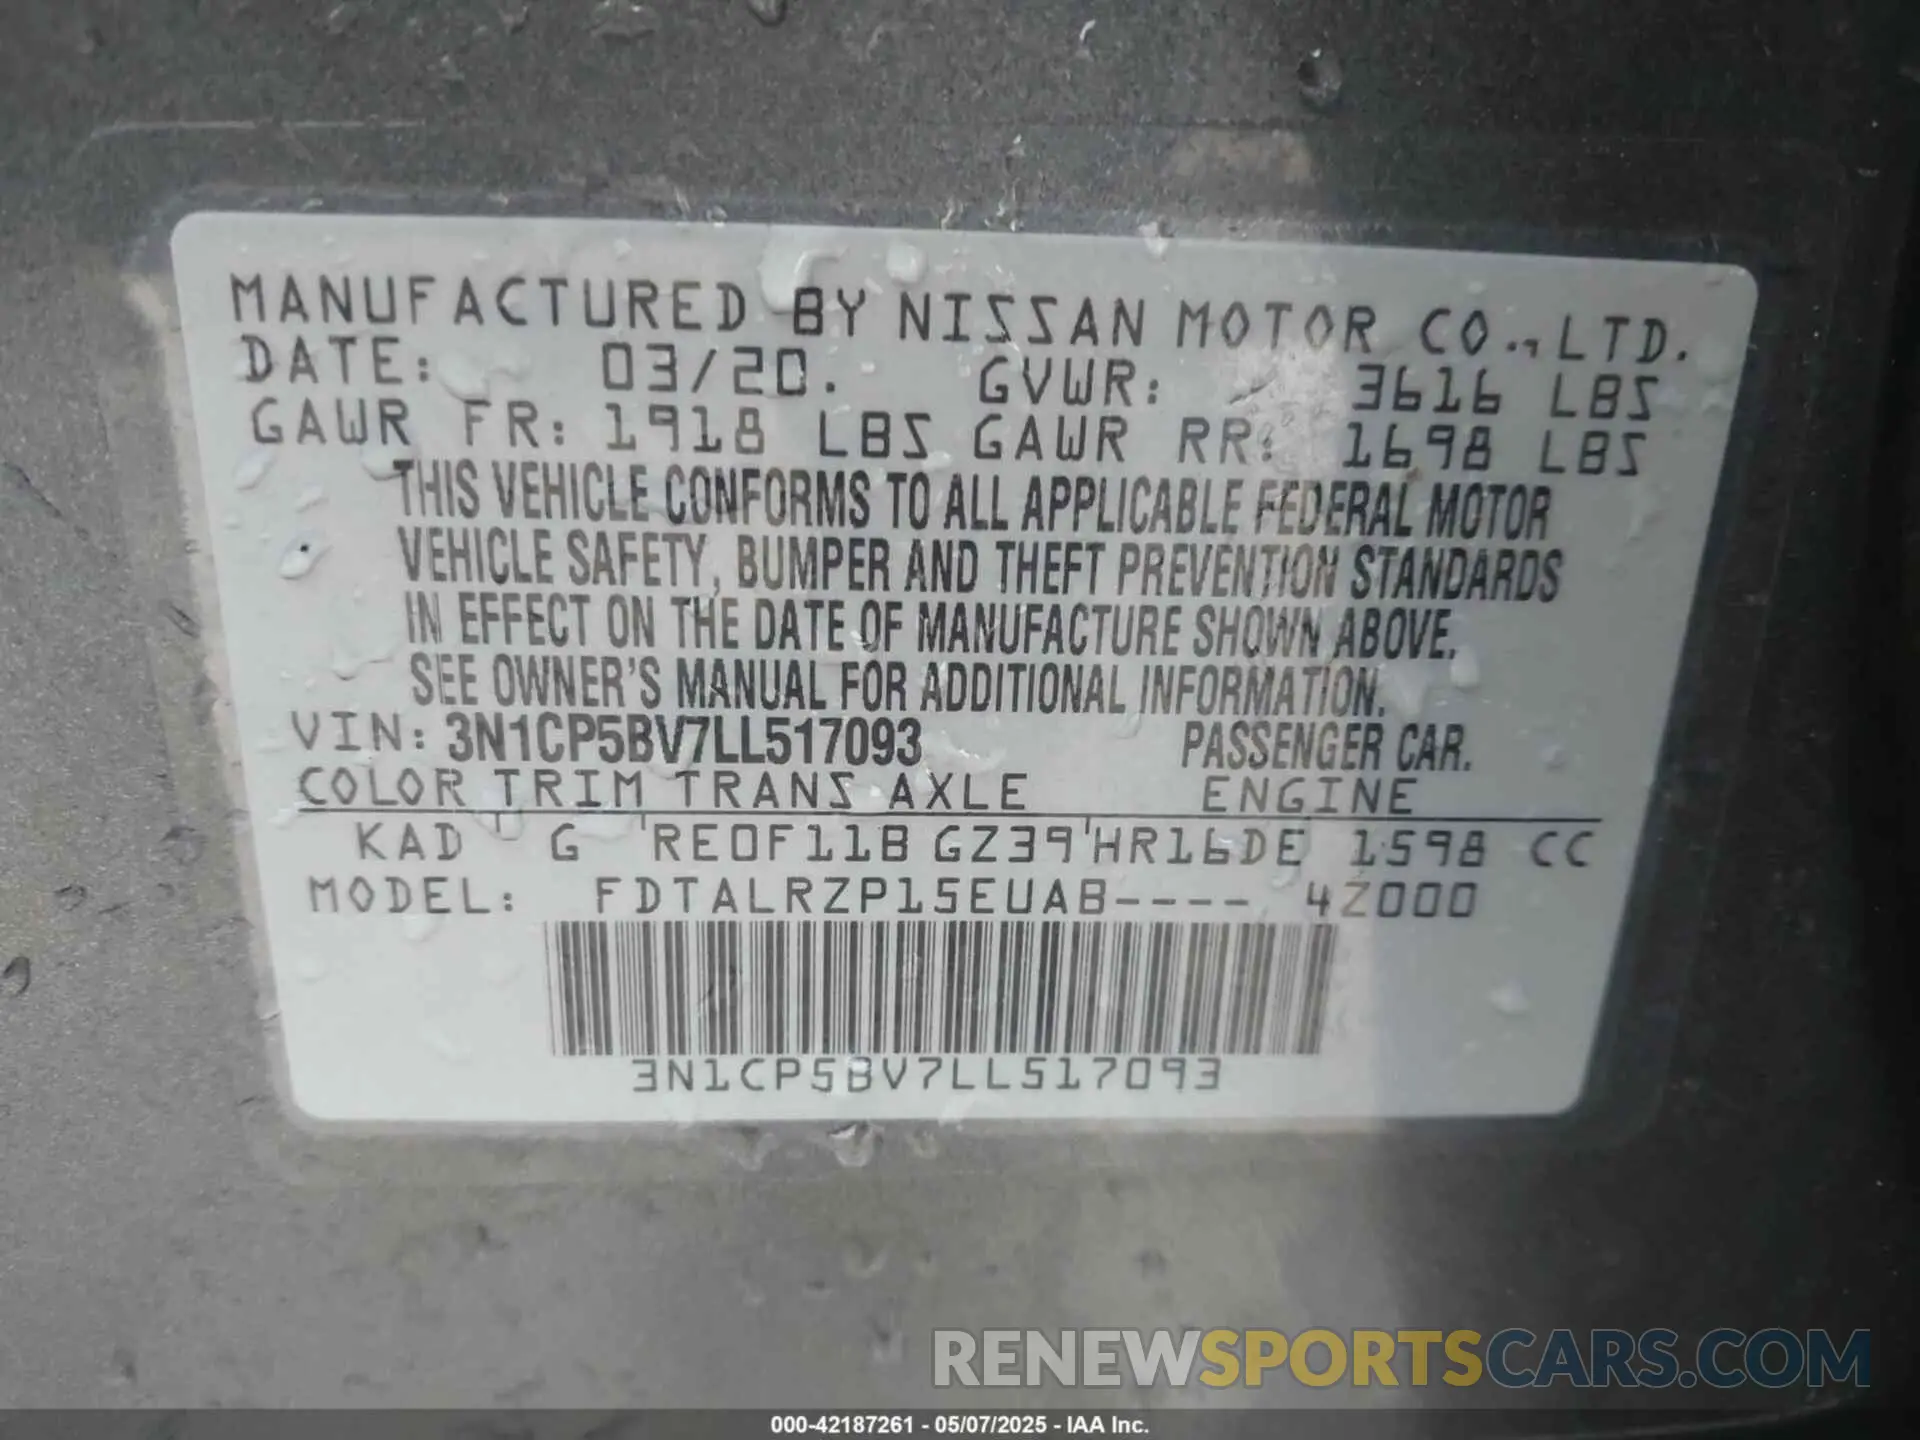 MANUFACTURED BY NISSAN MOTOR CO., LTD.
DATE: 03/20. GVWR: 3616 LBS
GAWR FR: 1918 LBS GAWR RR: 1698 LBS
THIS VEHICLE CONFORMS TO ALL APPLICABLE FEDERAL MOTOR
VEHICLE SAFETY, BUMPER AND THEFT PREVENTION STANDARDS
IN EFFECT ON THE DATE OF MANUFACTURE SHOWN ABOVE.
SEE OWNER'S MANUAL FOR ADDITIONAL INFORMATION.
VIN: 3N1CP5BV7LL517093 PASSENGER CAR.
COLOR TRIM TRANS AXLE ENGINE
KAD G RE0F11B GZ39 HR16DE 1598 CC
MODEL: FDTALRZP15EUAB---- 4Z000
3N1CP5BV7LL517093
RENEWSPORTSCARS.COM
000-42187261 - 05/07/2025 - IAA Inc.